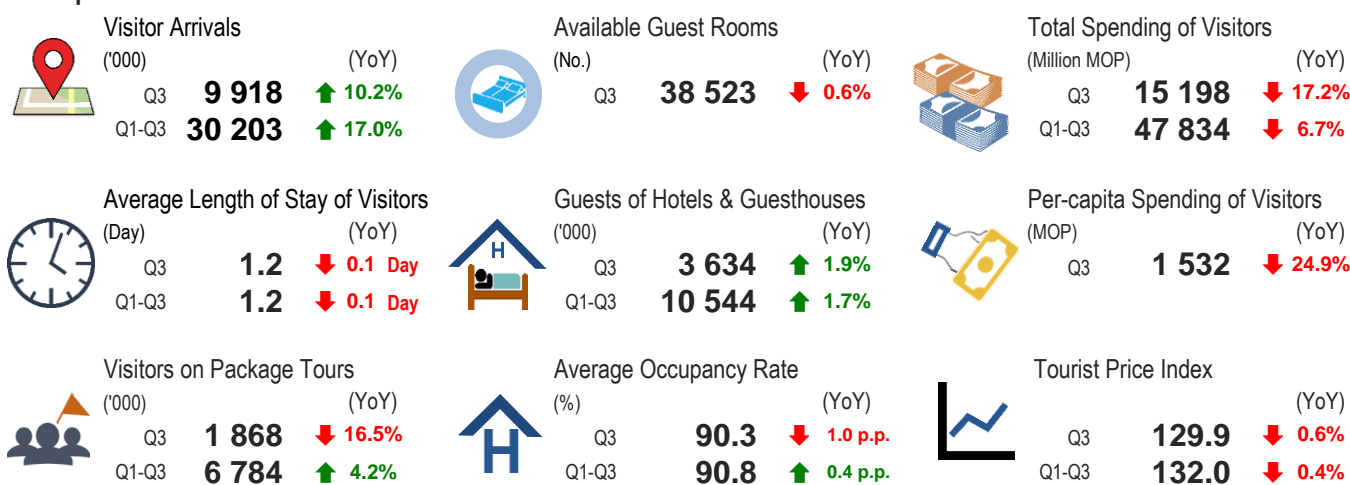 Visitor Arrivals
('000) (YoY)
Q3 9 918 10.2%
Q1-Q3 30 203 17.0%
Available Guest Rooms
(No.) (YoY)
Q3 38 523 0.6%
Total Spending of Visitors
(Million MOP) (YoY)
Q3 15 198 17.2%
Q1-Q3 47 834 6.7%
Average Length of Stay of Visitors
(Day) (YoY)
Q3 1.2 0.1 Day
Q1-Q3 1.2 0.1 Day
Guests of Hotels & Guesthouses
('000) (YoY)
H
Q3 3 634 1.9%
Q1-Q3 10 544 1.7%
Per-capita Spending of Visitors
(MOP) (YoY)
Q3 1 532 24.9%
Visitors on Package Tours
('000) (YoY)
Q3 1 868 16.5%
Q1-Q3 6 784 4.2%
Average Occupancy Rate
(%) (YoY)
H
Q3 90.3 1.0 p.p.
Q1-Q3 90.8 0.4 p.p.
Tourist Price Index
(YoY)
Q3 129.9 0.6%
Q1-Q3 132.0 0.4%